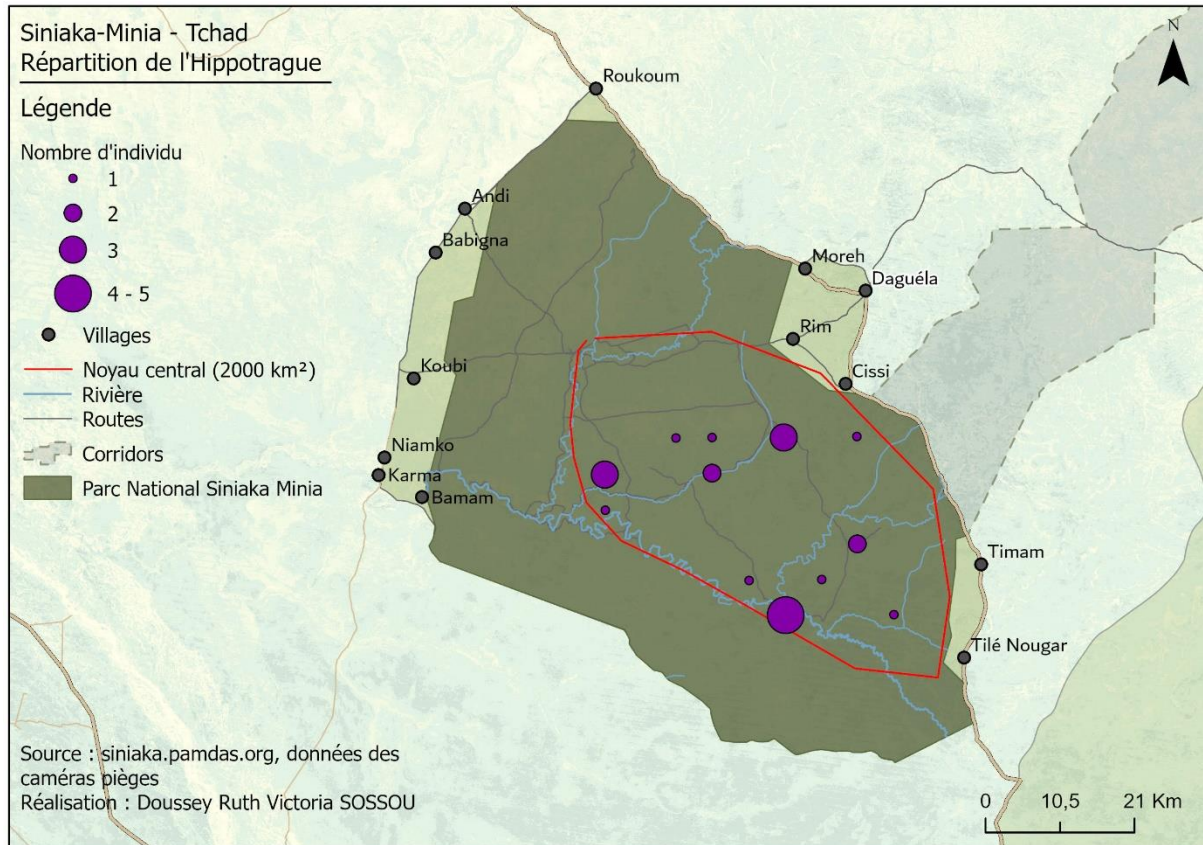 Siniaka-Minia - Tchad
Répartition de l'Hippotrague
Légende
Nombre d'individu
1
2
3
4 - 5
Villages
Noyau central (2000 km²)
Rivière
Routes
Corridors
Parc National Siniaka Minia
Source : siniaka.pamdas.org, données des
caméras pièges
Réalisation : Doussey Ruth Victoria SOSSOU
N
Roukoum
Andi
Babigna
Moreh
Daguéla
Rim
Koubi
Cissi
Niamko
Karma
Bamam
Timam
Tilé Nougar
0 10,5 21 Km